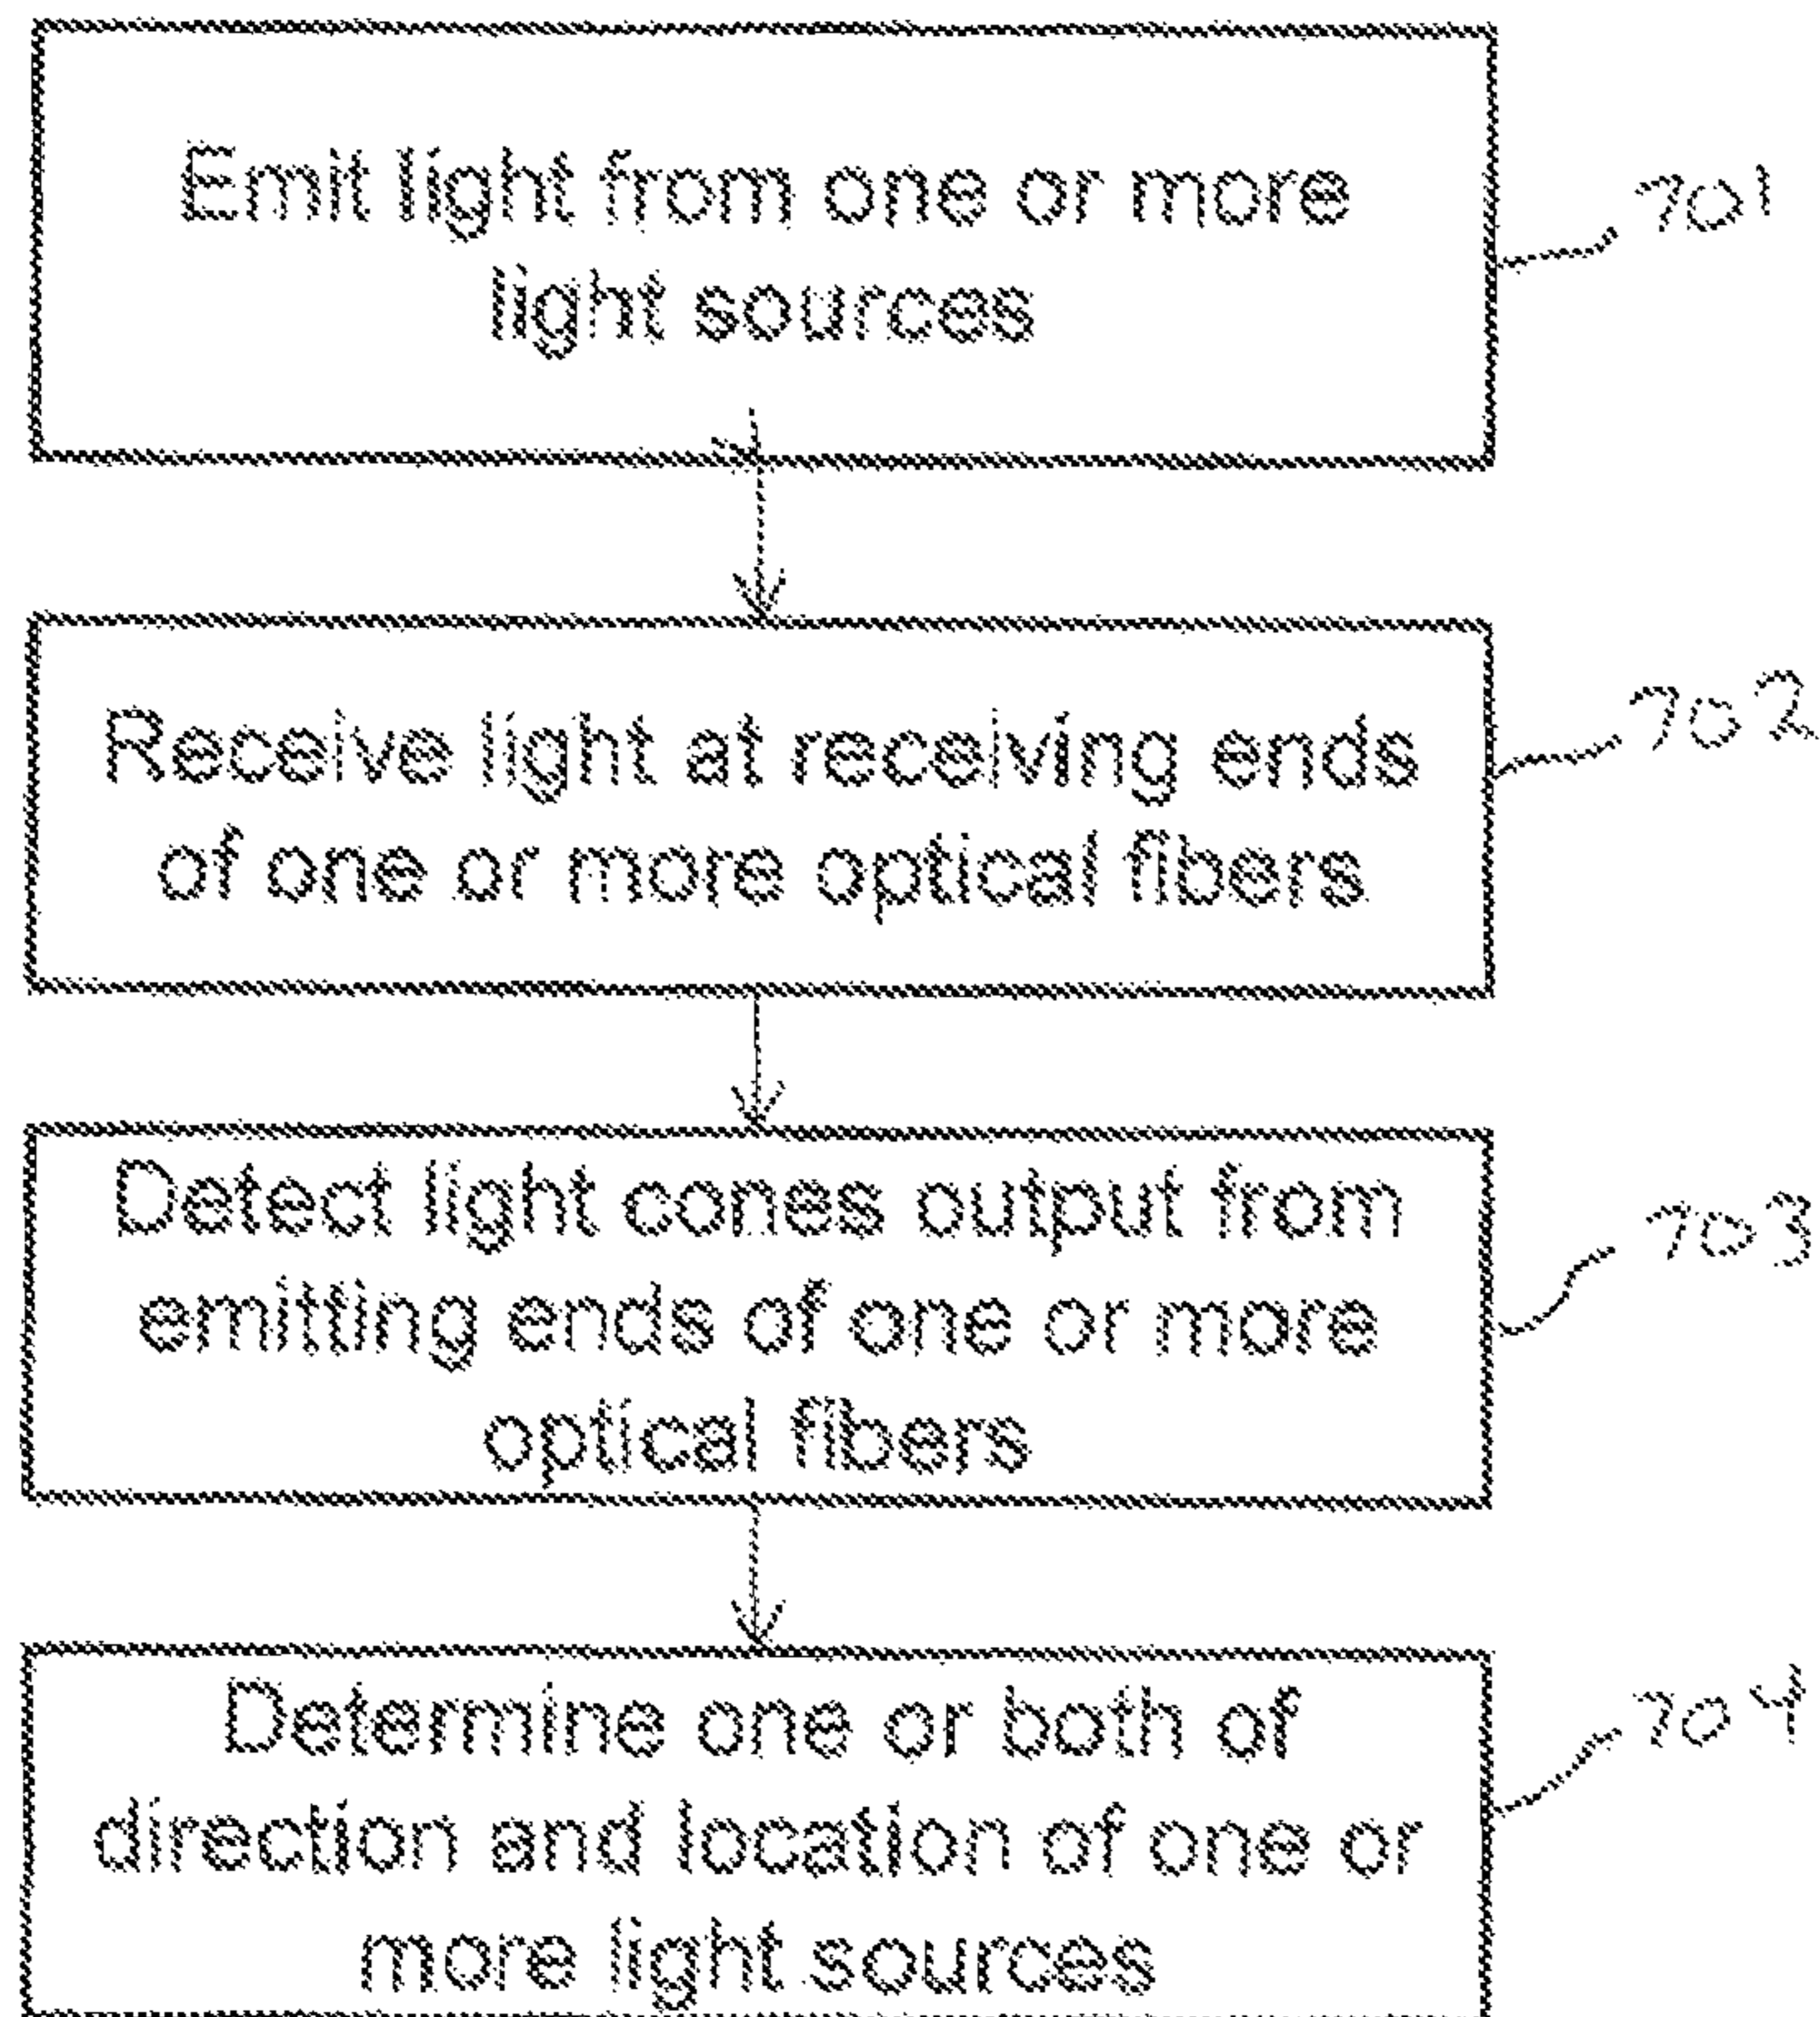 Emit light from one or more
light sources
701
Receive light at receiving ends
of one or more optical fibers
702
Detect light cones output from
emitting ends of one or more
optical fibers
703
Determine one or both of
direction and location of one or
more light sources
704